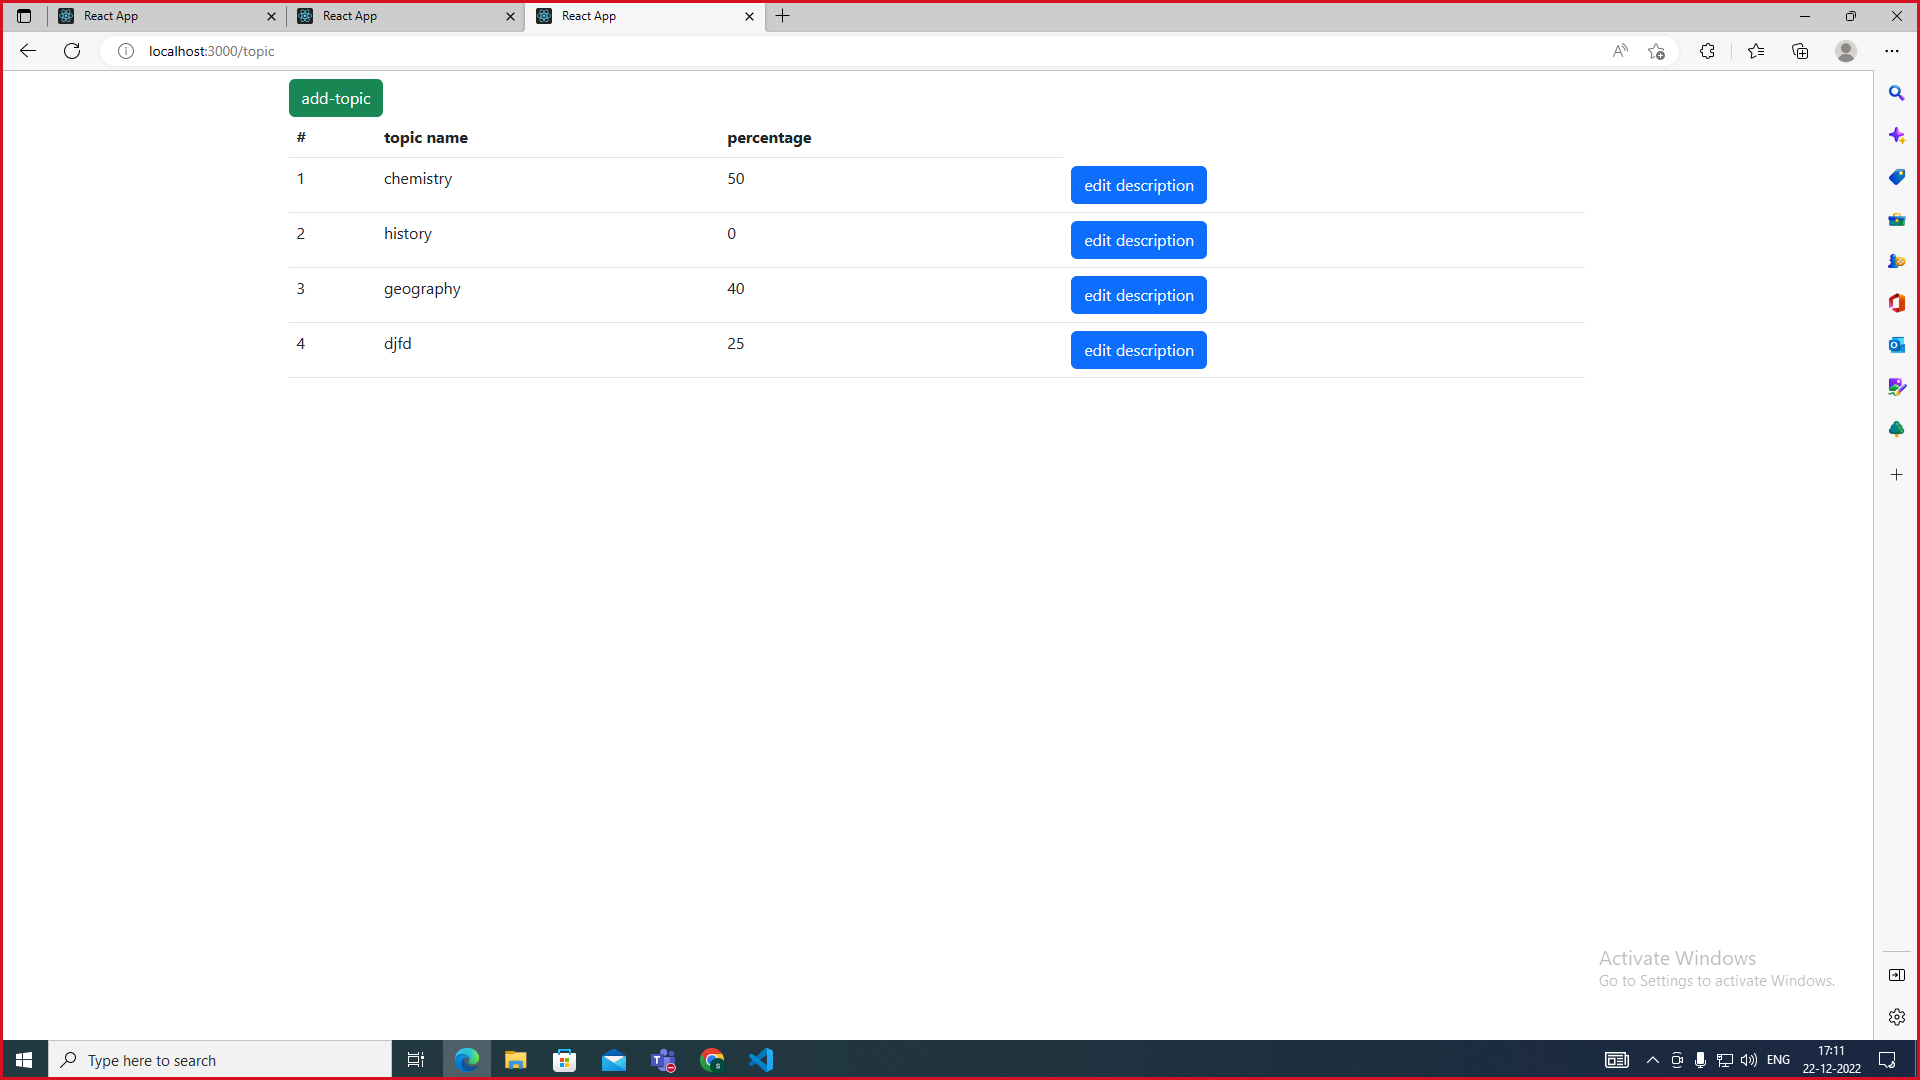 React App
React App
React App
localhost:3000/topic
add-topic
# topic name percentage
1 chemistry 50 edit description
2 history 0 edit description
3 geography 40 edit description
4 djfd 25 edit description
Activate Windows
Go to Settings to activate Windows.
Type here to search
ENG
17:11
22-12-2022